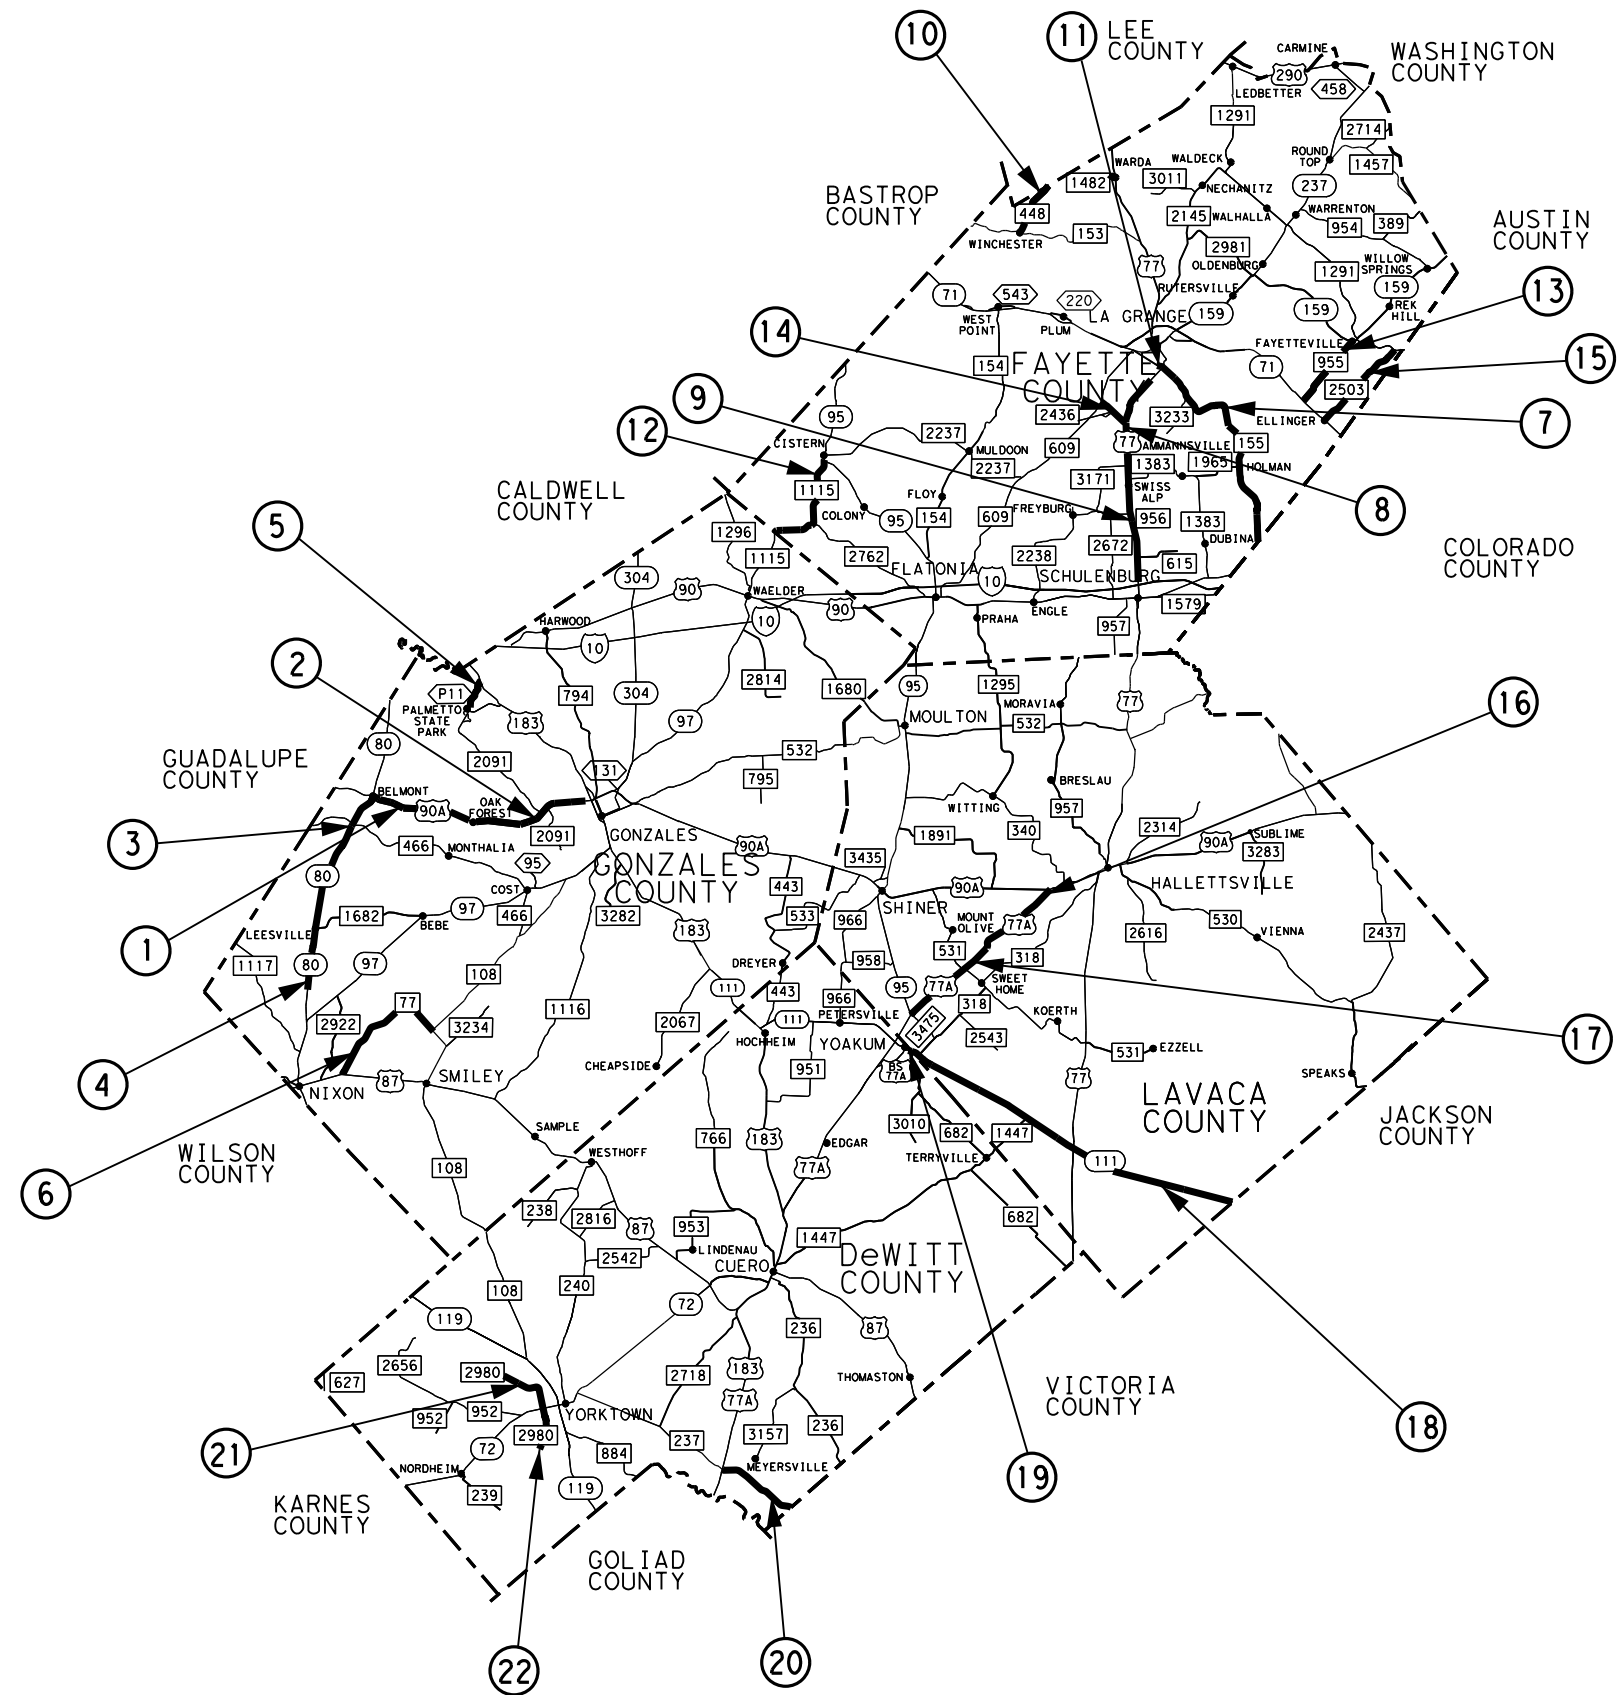 10
11
LEE
COUNTY
CARMINE
WASHINGTON
COUNTY
290
LEDBETTER
458
1291
2714
WARDA
WALDECK
ROUND
TOP
1457
1482
3011
NECHANITZ
237
BASTROP
COUNTY
448
2145
WALHALLA
WARRENTON
389
954
AUSTIN
COUNTY
WINCHESTER
153
2981
77
OLDENBURG
1291
WILLOW
SPRINGS
159
13
RUTERSVILLE
71
543
220
159
159
REK
HILL
WEST
POINT
PLUM
LA GRANGE
14
FAYETTEVILLE
15
FAYETTE
COUNTY
154
71
955
2503
9
2436
3233
ELLINGER
7
12
95
CISTERN
2237
MULDOON
609
77
AMMANNSVILLE
155
2237
1383
1965
HOLMAN
3171
SWISS
ALP
CALDWELL
COUNTY
1115
COLONY
FLOY
95
154
609
FREYBURG
956
1383
8
5
1296
DUBINA
2672
1115
2762
2238
615
COLORADO
COUNTY
304
FLATONIA
10
SCHULENBURG
90
WAELDER
90
ENGLE
1579
HARWOOD
10
PRAHA
957
2
10
P11
PALMETTO
STATE
PARK
794
304
2814
1680
95
1295
MORAVIA
77
16
183
97
MOULTON
532
80
GUADALUPE
COUNTY
2091
131
532
795
BRESLAU
BELMONT
90A
OAK
FOREST
WITTING
957
3
2091
GONZALES
1891
340
2314
90A
SUBLIME
466
MONTHALIA
95
90A
3435
3283
GONZALES
COUNTY
80
COST
443
90A
HALLETTSVILLE
SHINER
1682
97
BEBE
466
3282
533
966
MOUNT
OLIVE
77A
530
VIENNA
2437
1
LEESVILLE
183
2616
1117
80
97
DREYER
958
531
318
108
SWEET
HOME
111
443
95
77A
966
318
77
1116
PETERSVILLE
KOERTH
17
2922
3234
2067
111
3475
2543
HOCHHEIM
YOAKUM
531
EZZELL
4
CHEAPSIDE
951
BS
77A
SPEAKS
87
SMILEY
77
NIXON
LAVACA
COUNTY
JACKSON
COUNTY
SAMPLE
766
183
EDGAR
3010
682
1447
WILSON
COUNTY
WESTHOFF
TERRYVILLE
111
6
108
77A
238
2816
953
682
87
1447
2542
LINDENAU
DeWITT
COUNTY
CUERO
240
108
72
119
236
87
2656
2980
183
2718
THOMASTON
627
VICTORIA
COUNTY
77A
952
952
YORKTOWN
236
18
21
2980
3157
237
72
884
NORDHEIM
MEYERSVILLE
19
239
119
KARNES
COUNTY
GOLIAD
COUNTY
22
20